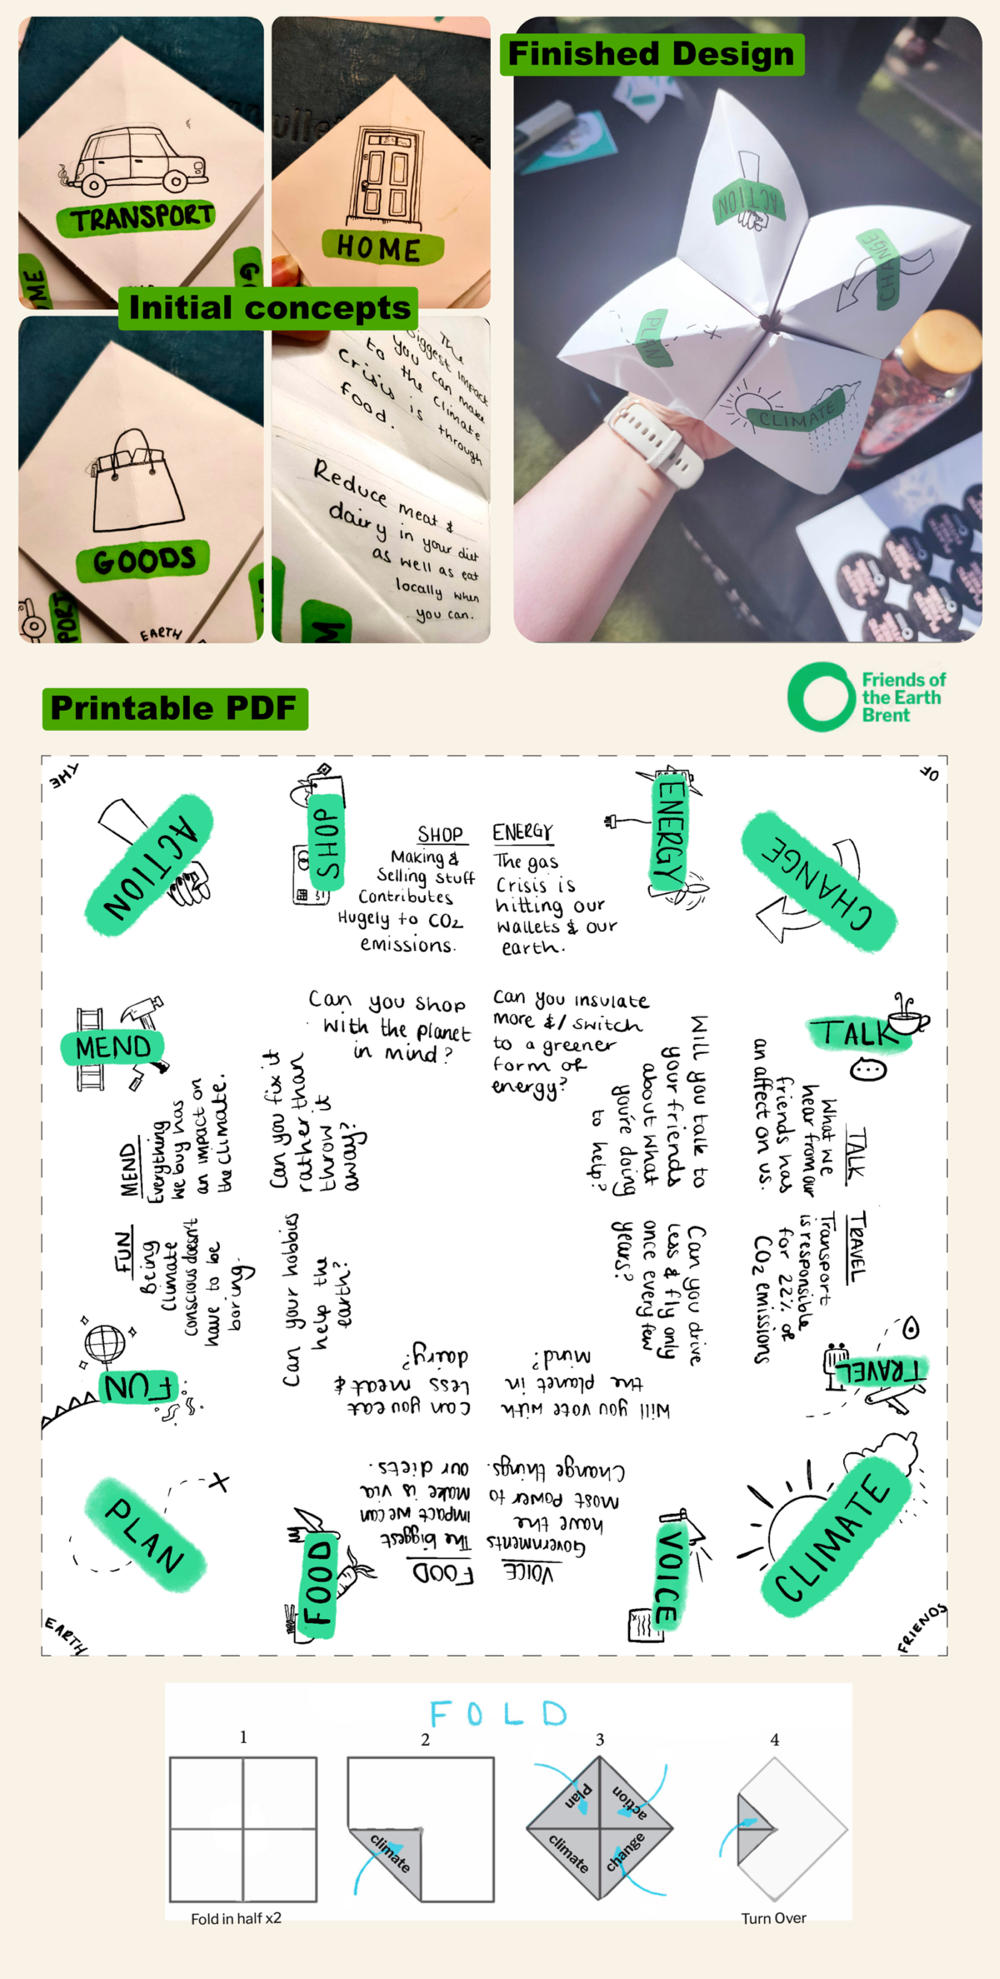 Finished Design
TRANSPORT
HOME
ME
Initial concepts
GOODS
PORT
EARTH
The
biggest impact
you can make
to the climate
crisis is through
food.
Reduce meat &
dairy in your diet
as well as eat
locally when
you can.
M
ACTION
CHANGE
PLAN
CLIMATE
Printable PDF
Friends of
the Earth
Brent
THE
OF
ACTION
SHOP
ENERGY
CHANGE
SHOP
Making &
Selling stuff
Contributes
Hugely to CO2
emissions.
ENERGY
The gas
Crisis is
hitting our
wallets & our
earth.
Can you shop
with the planet
in mind?
Can you insulate
more &/ switch
to a greener
form of
energy?
MEND
MEND
Everything
we buy has
an impact on
the climate.
Can you fix it
rather than
throw it
away?
TALK
TALK
What we
hear from our
friends has
an affect on us.
Will you talk to
your friends
about what
you're doing
to help?
FUN
Being
climate
conscious doesn't
have to be
boring.
Can your hobbies
help the
earth?
FUN
TRAVEL
Transport
is responsible
for 22% of
CO2 emissions
Can you drive
less & fly only
once every few
years?
TRAVEL
Can you eat
less meat &
dairy?
Will you vote with
the planet in
mind?
FOOD
The biggest
impact we can
make is via
our diets.
VOICE
Governments
have the
most power to
change things.
PLAN
FOOD
VOICE
CLIMATE
EARTH
FRIENDS
FOLD
1
2
3
4
climate
plan
action
climate
change
Fold in half x2
Turn Over